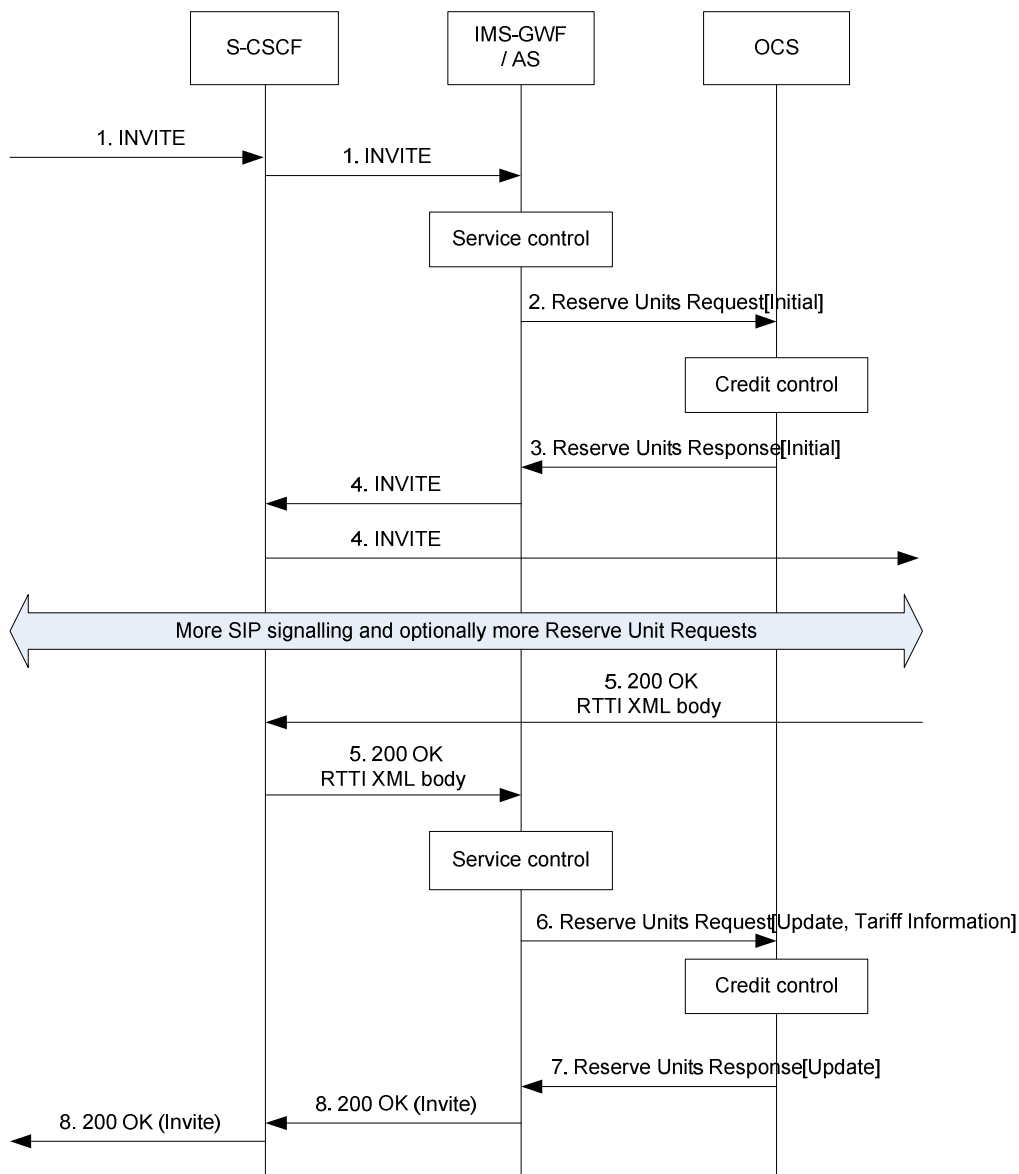 S-CSCF
IMS-GWF
/ AS
OCS
1. INVITE
1. INVITE
Service control
2. Reserve Units Request[Initial]
Credit control
3. Reserve Units Response[Initial]
4. INVITE
4. INVITE
More SIP signalling and optionally more Reserve Unit Requests
5. 200 OK
RTTI XML body
5. 200 OK
RTTI XML body
Service control
6. Reserve Units Request[Update, Tariff Information]
Credit control
7. Reserve Units Response[Update]
8. 200 OK (Invite)
8. 200 OK (Invite)